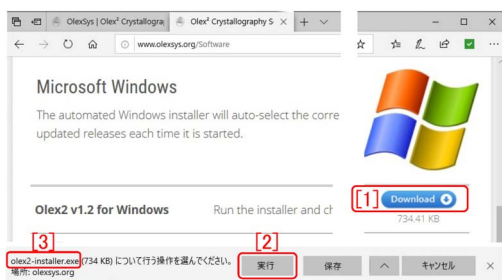 OlexSys | Olex² Crystallogra
Olex² Crystallography S
www.olexsys.org/Software
Microsoft Windows
The automated Windows installer will auto-select the corre
updated releases each time it is started.
[1] Download
734.41 KB
Olex2 v1.2 for Windows
Run the installer and ch
[3]
[2]
olex2-installer.exe (734 KB) について行う操作を選んでください。
場所: olexsys.org
実行
保存
キャンセル